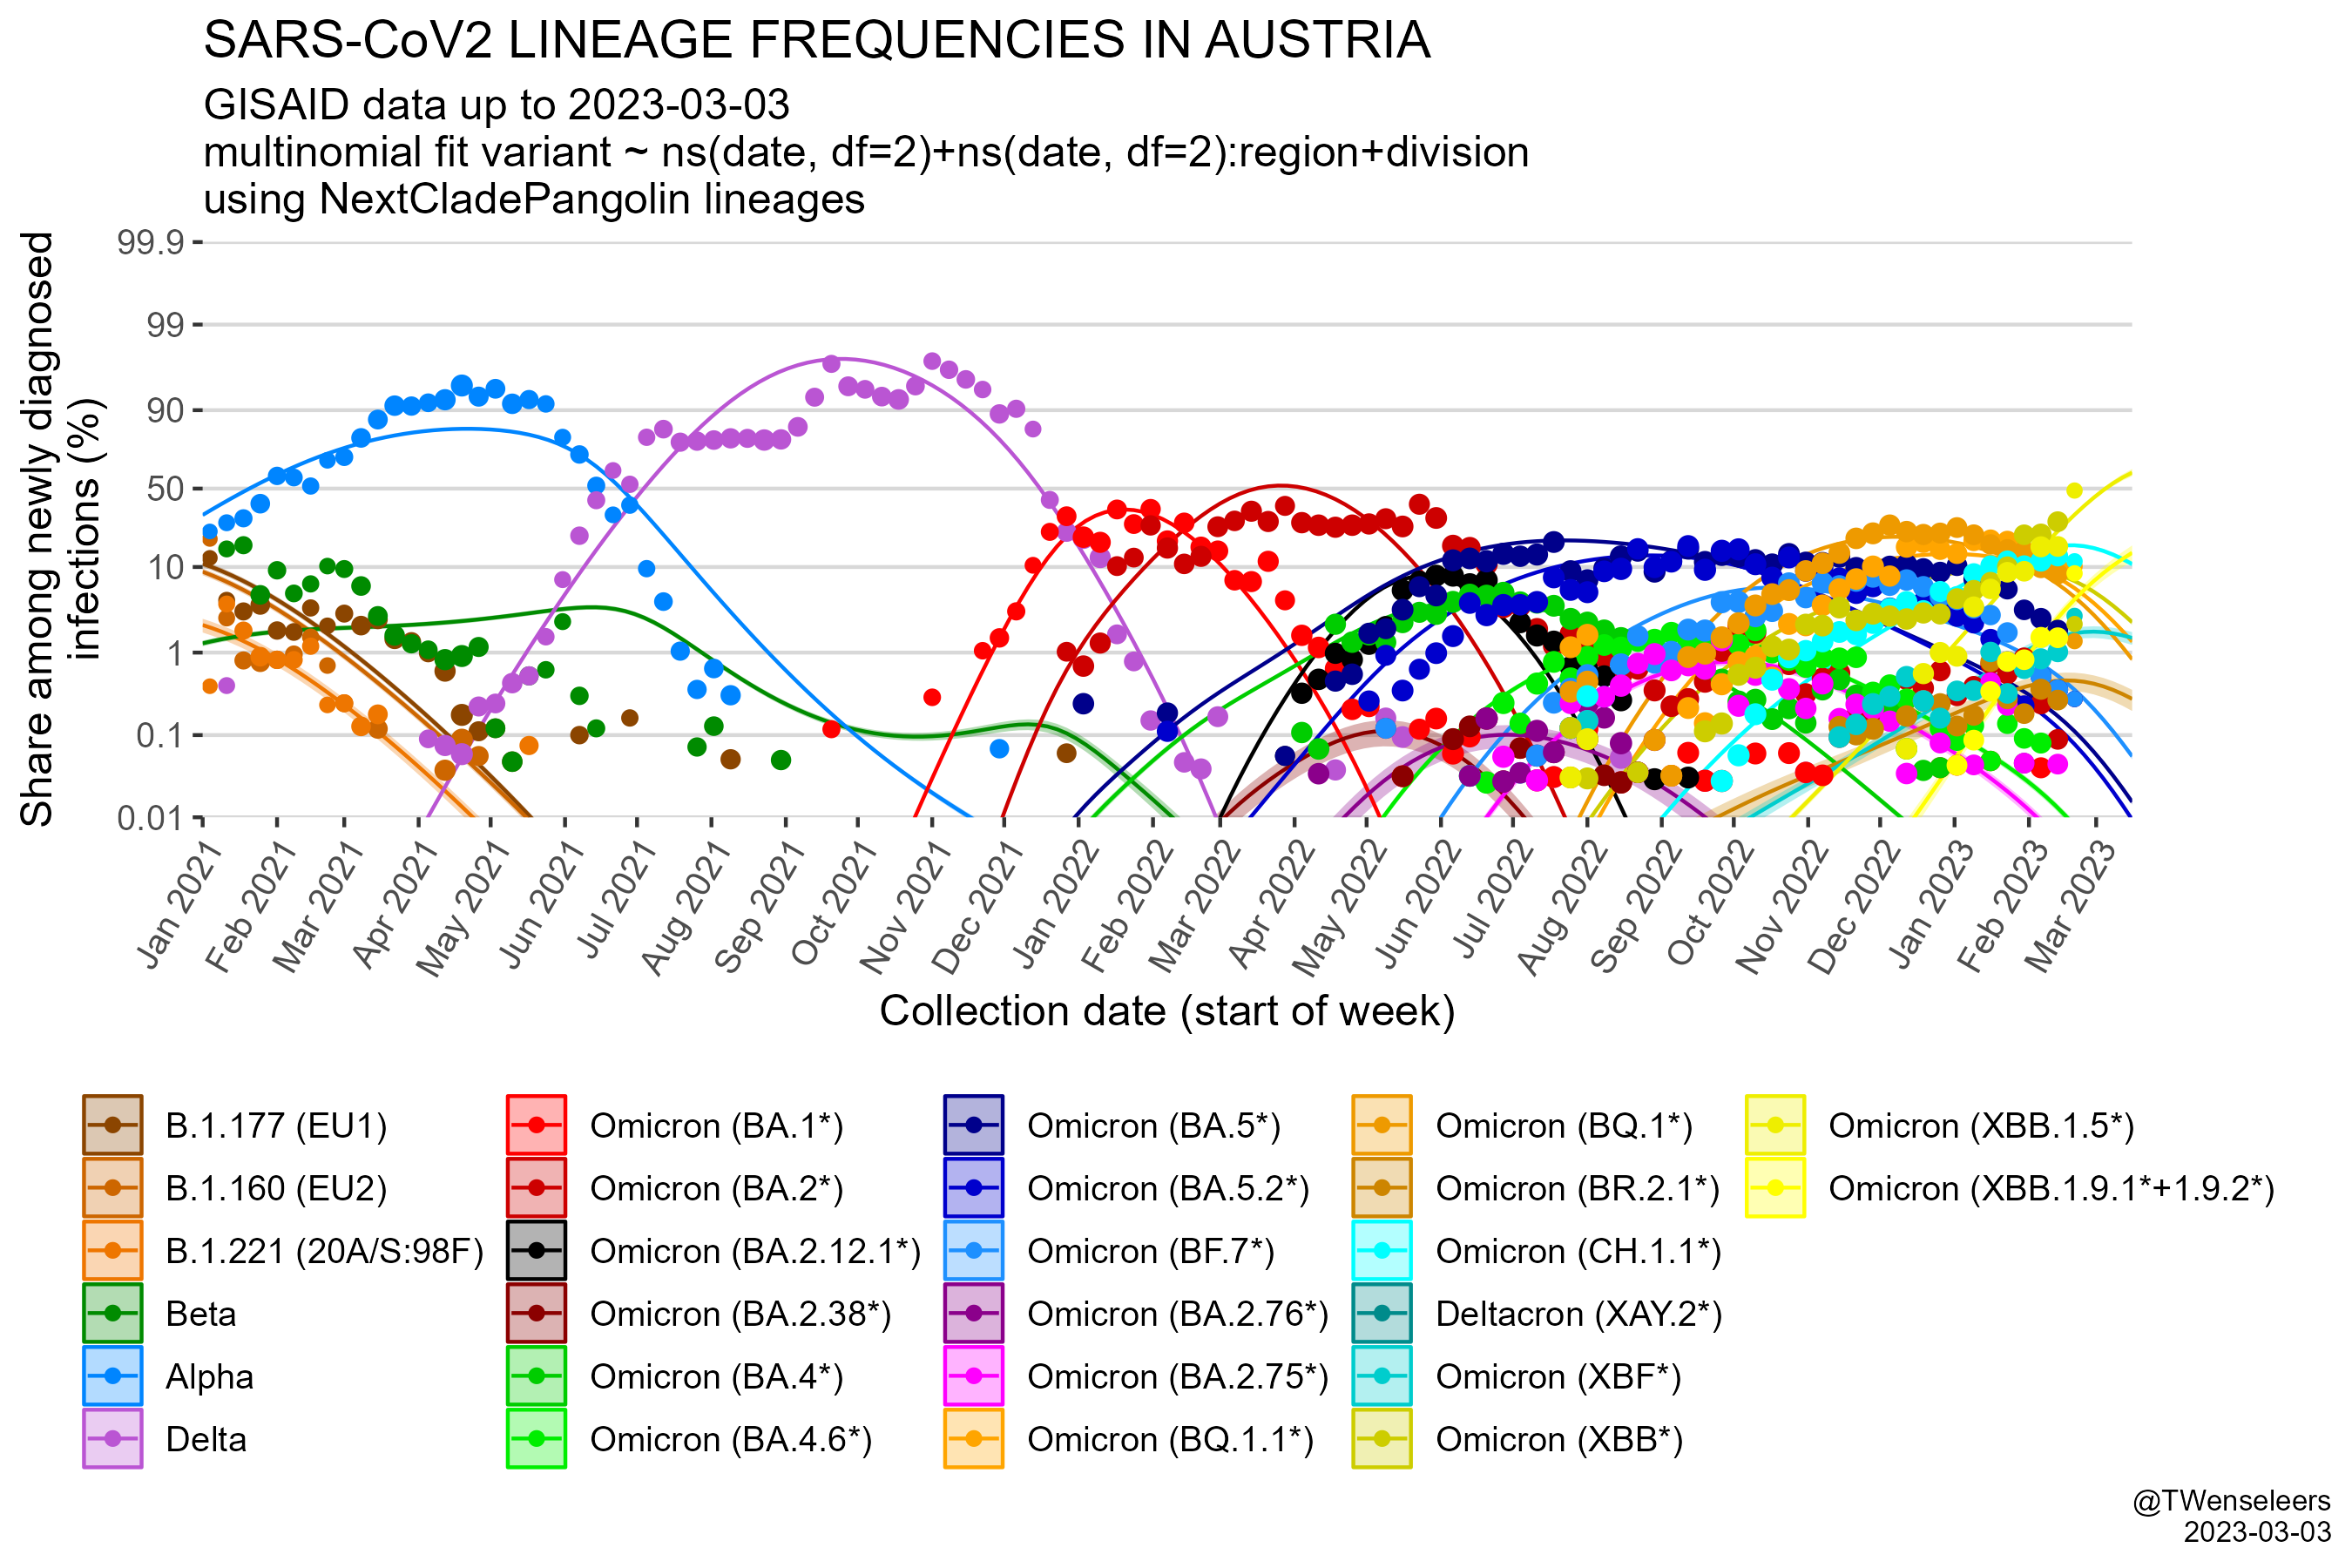 SARS-CoV2 LINEAGE FREQUENCIES IN AUSTRIA
GISAID data up to 2023-03-03
multinomial fit variant ~ ns(date, df=2)+ns(date, df=2):region+division
using NextCladePangolin lineages
Share among newly diagnosed
infections (%)
99.9
99
90
50
10
1
0.1
0.01
Jan 2021
Feb 2021
Mar 2021
Apr 2021
May 2021
Jun 2021
Jul 2021
Aug 2021
Sep 2021
Oct 2021
Nov 2021
Dec 2021
Jan 2022
Feb 2022
Mar 2022
Apr 2022
May 2022
Jun 2022
Jul 2022
Aug 2022
Sep 2022
Oct 2022
Nov 2022
Dec 2022
Jan 2023
Feb 2023
Mar 2023
Collection date (start of week)
B.1.177 (EU1)
B.1.160 (EU2)
B.1.221 (20A/S:98F)
Beta
Alpha
Delta
Omicron (BA.1*)
Omicron (BA.2*)
Omicron (BA.2.12.1*)
Omicron (BA.2.38*)
Omicron (BA.4*)
Omicron (BA.4.6*)
Omicron (BA.5*)
Omicron (BA.5.2*)
Omicron (BF.7*)
Omicron (BA.2.76*)
Omicron (BA.2.75*)
Omicron (BQ.1.1*)
Omicron (BQ.1*)
Omicron (BR.2.1*)
Omicron (CH.1.1*)
Deltacron (XAY.2*)
Omicron (XBF*)
Omicron (XBB*)
Omicron (XBB.1.5*)
Omicron (XBB.1.9.1*+1.9.2*)
@TWenseleers
2023-03-03